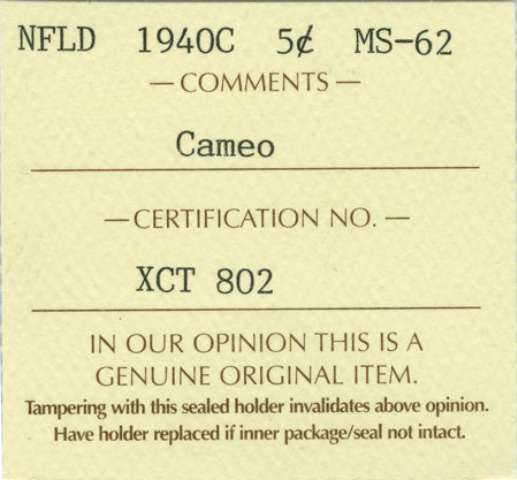 NFLD 1940C 5¢ MS-62
— COMMENTS —
Cameo
— CERTIFICATION NO. —
XCT 802
IN OUR OPINION THIS IS A
GENUINE ORIGINAL ITEM.
Tampering with this sealed holder invalidates above opinion.
Have holder replaced if inner package/seal not intact.